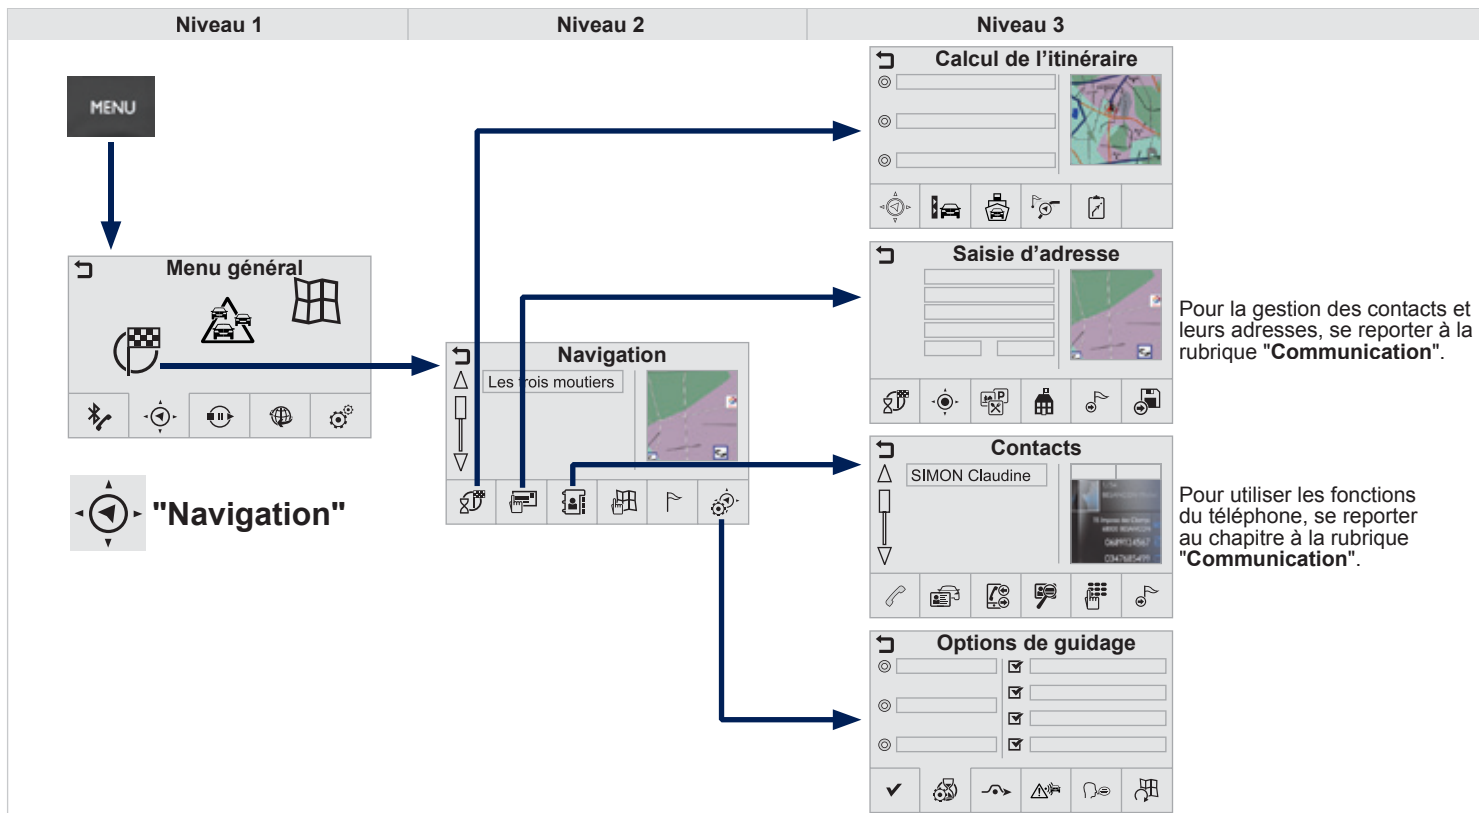 Niveau 1
Niveau 2
Niveau 3
MENU
Menu général
"Navigation"
Navigation
Les trois moutiers
Calcul de l'itinéraire
Saisie d'adresse
Pour la gestion des contacts et
leurs adresses, se reporter à la
rubrique "Communication".
Contacts
SIMON Claudine
Pour utiliser les fonctions
du téléphone, se reporter
au chapitre à la rubrique
"Communication".
Options de guidage